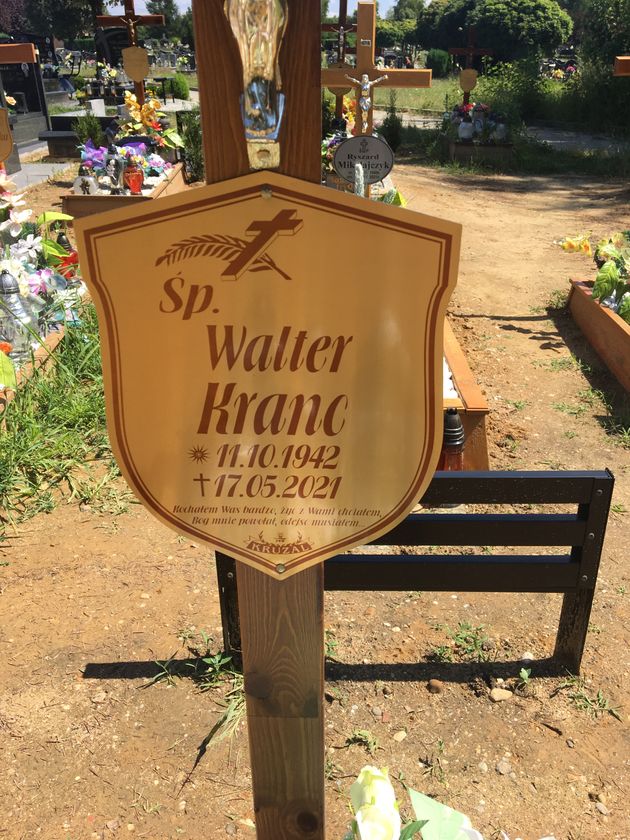 Śp.
Walter
Kranc
11.10.1942
†17.05.2021
Kochałem Was bardzo, żyć z Wami chciałem,
Bóg mnie powołał, odejść musiałem...
KRUŻAL
Ryszard
Mikołajczyk